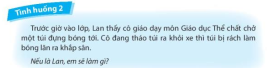 Tình huống 2
Trước giờ vào lớp, Lan thấy cô giáo dạy môn Giáo dục Thể chất chở
một túi đựng bóng tới. Cô đang tháo túi ra khỏi xe thì túi bị rách làm
bóng lăn ra khắp sân.
Nếu là Lan, em sẽ làm gì?